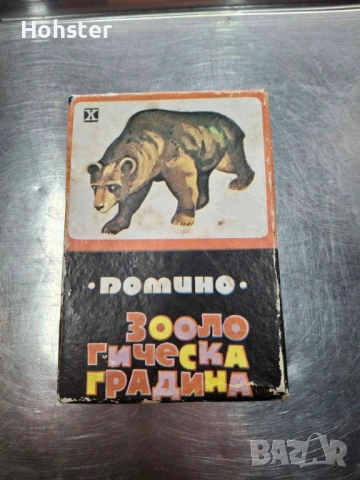 Hohster
X
•ДОМИНО•
ЗООЛО
ГИЧЕСКА
ГРАДИНА
BAZAR